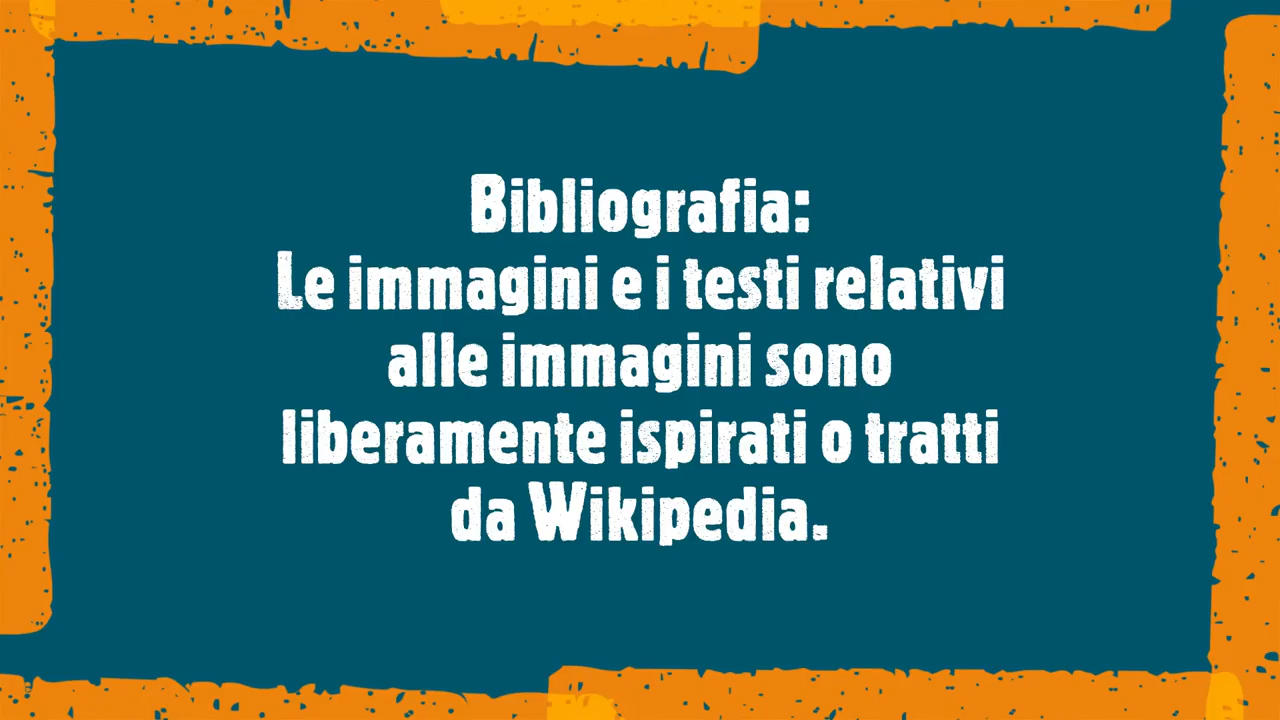 Bibliografia:
Le immagini e i testi relativi
alle immagini sono
liberamente ispirati o tratti
da Wikipedia.